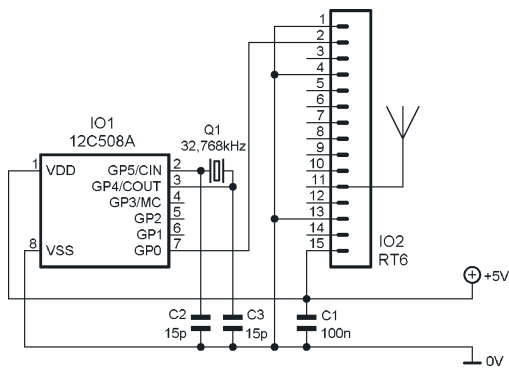 IO1
12C508A
1 VDD
GP5/CIN 2
GP4/COUT 3
GP3/MC 4
GP2 5
GP1 6
8 VSS
GP0 7
Q1
32,768kHz
1
2
3
4
5
6
7
8
9
10
11
12
13
14
15
IO2
RT6
+5V
C2
15p
C3
15p
C1
100n
0V